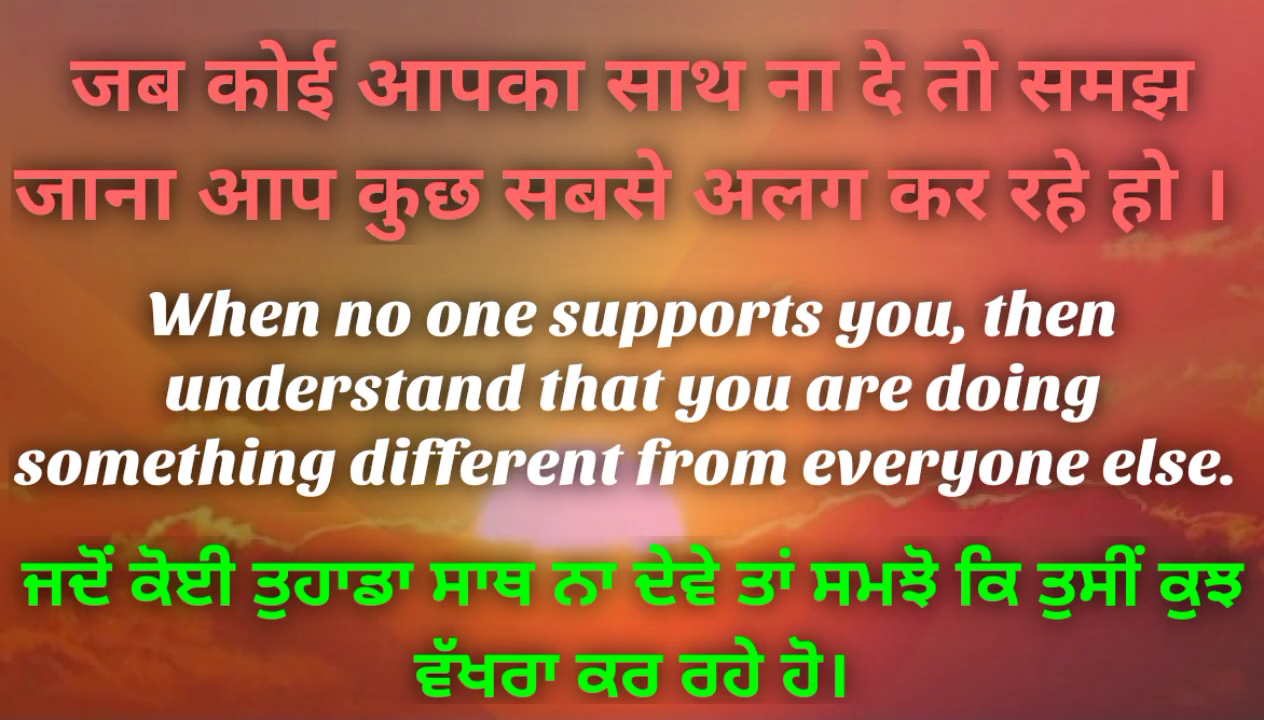 जब कोई आपका साथ ना दे तो समझ
जाना आप कुछ सबसे अलग कर रहे हो ।
When no one supports you, then
understand that you are doing
something different from everyone else.
ਜਦੋਂ ਕੋਈ ਤੁਹਾਡਾ ਸਾਥ ਨਾ ਦੇਵੇ ਤਾਂ ਸਮਝੋ ਕਿ ਤੁਸੀਂ ਕੁਝ
ਵੱਖਰਾ ਕਰ ਰਹੇ ਹੋ।